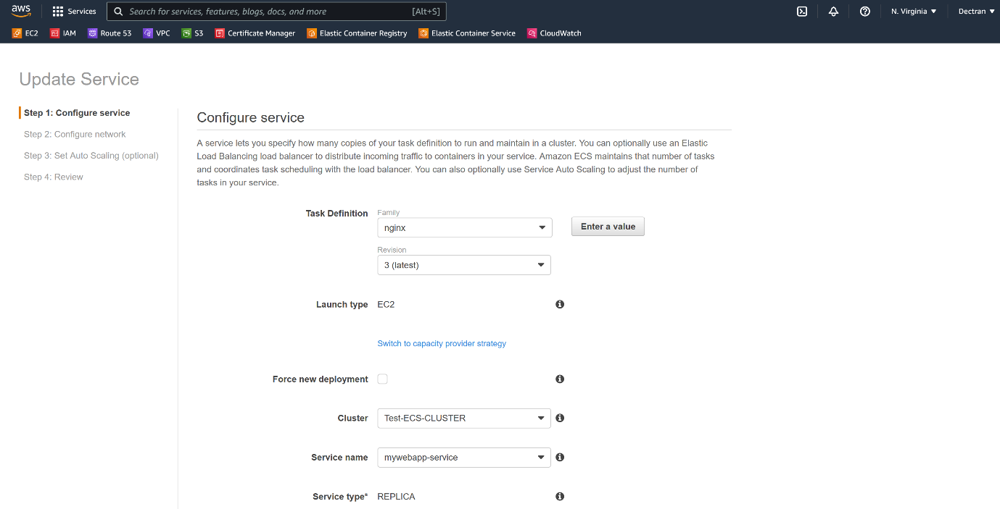 aws Services Search for services, features, blogs, docs, and more [Alt+S] N. Virginia Dectran
EC2 IAM Route 53 VPC S3 Certificate Manager Elastic Container Registry Elastic Container Service CloudWatch
Update Service
Step 1: Configure service
Step 2: Configure network
Step 3: Set Auto Scaling (optional)
Step 4: Review
Configure service
A service lets you specify how many copies of your task definition to run and maintain in a cluster. You can optionally use an Elastic
Load Balancing load balancer to distribute incoming traffic to containers in your service. Amazon ECS maintains that number of tasks
and coordinates task scheduling with the load balancer. You can also optionally use Service Auto Scaling to adjust the number of
tasks in your service.
Task Definition Family
nginx Enter a value
Revision
3 (latest)
Launch type EC2
Switch to capacity provider strategy
Force new deployment
Cluster Test-ECS-CLUSTER
Service name mywebapp-service
Service type* REPLICA